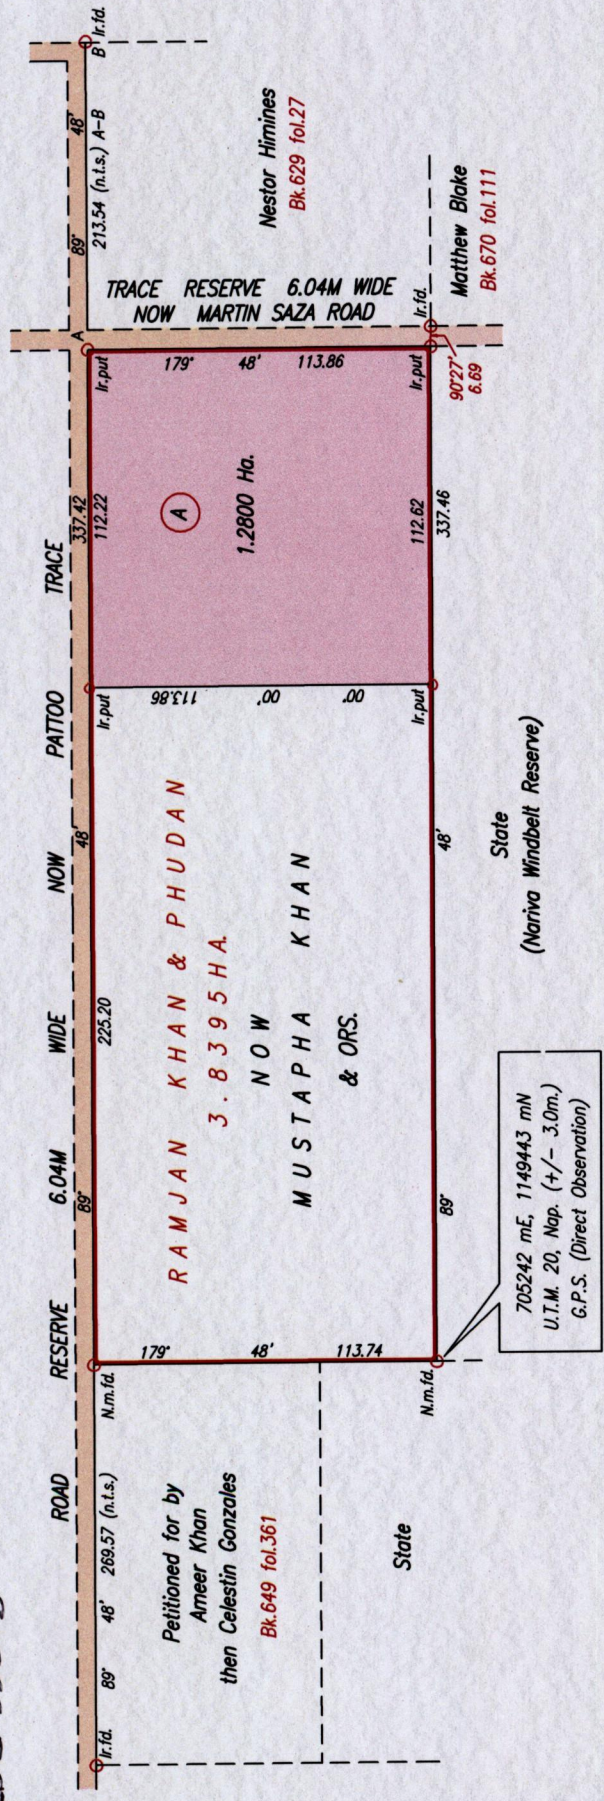 ROAD RESERVE 6.04M WIDE NOW PATTOO TRACE
Ir.fd.
89° 48' 269.57 (n.t.s.)
N.m.fd.
89° 48'
225.20
337.42
112.22
Ir.put
Ir.put
A
89° 48'
213.54 (n.t.s.) A-B
B Ir.fd.
Petitioned for by
Ameer Khan
then Celestin Gonzales
Bk.649 fol.361
State
179° 48' 113.74
N.m.fd.
RAMJAN KHAN & PHUDAN
3.8395HA.
NOW
MUSTAPHA KHAN
& ORS.
113.86 00' 00"
A
1.2800 Ha.
179° 48' 113.86
TRACE RESERVE 6.04M WIDE
NOW MARTIN SAZA ROAD
Nestor Himines
Bk.629 fol.27
Ir.put
112.62
Ir.put
Ir.fd.
89° 48'
337.46
90°27'
6.69
Matthew Blake
Bk.670 fol.111
State
(Nariva Windbelt Reserve)
705242 mE, 1149443 mN
U.T.M. 20, Nap. (+/- 3.0m.)
G.P.S. (Direct Observation)